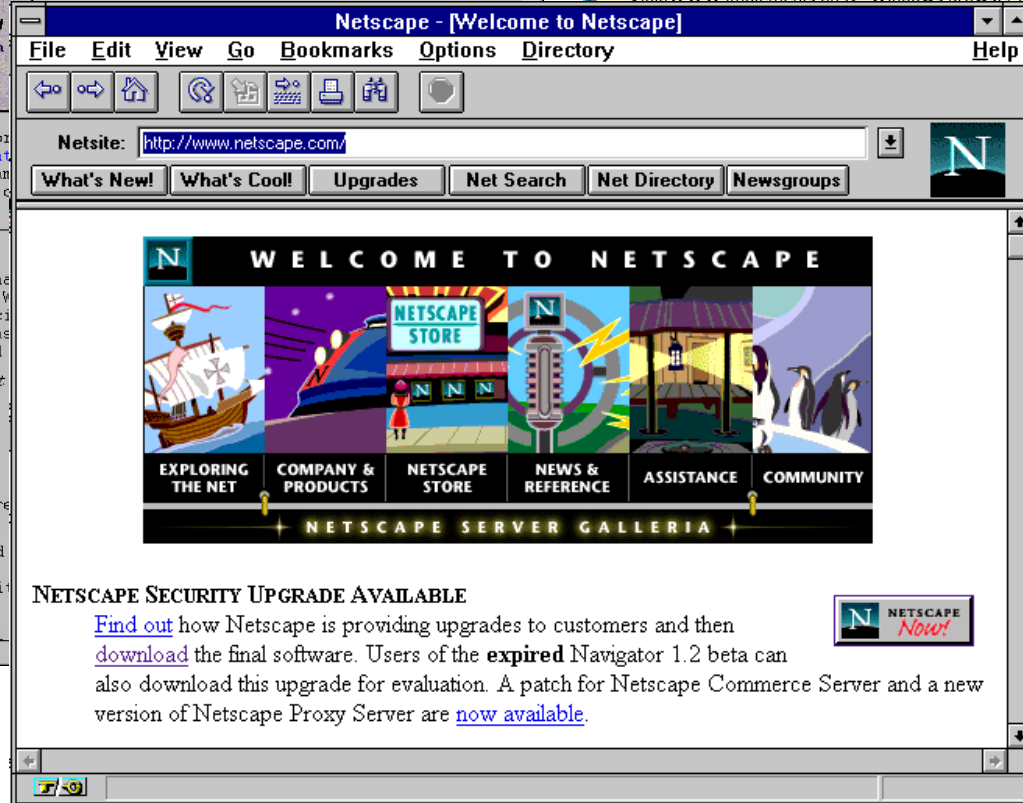 Netscape - [Welcome to Netscape]
File Edit View Go Bookmarks Options Directory Help
Netsite: http://www.netscape.com/
N
What's New! What's Cool! Upgrades Net Search Net Directory Newsgroups
N WELCOME TO NETSCAPE
NETSCAPE
STORE
N
N N N
EXPLORING THE NET
COMPANY & PRODUCTS
NETSCAPE STORE
NEWS & REFERENCE
ASSISTANCE
COMMUNITY
NETSCAPE SERVER GALLERIA
NETSCAPE SECURITY UPGRADE AVAILABLE
N NETSCAPE
Now!
Find out how Netscape is providing upgrades to customers and then
download the final software. Users of the expired Navigator 1.2 beta can
also download this upgrade for evaluation. A patch for Netscape Commerce Server and a new
version of Netscape Proxy Server are now available.